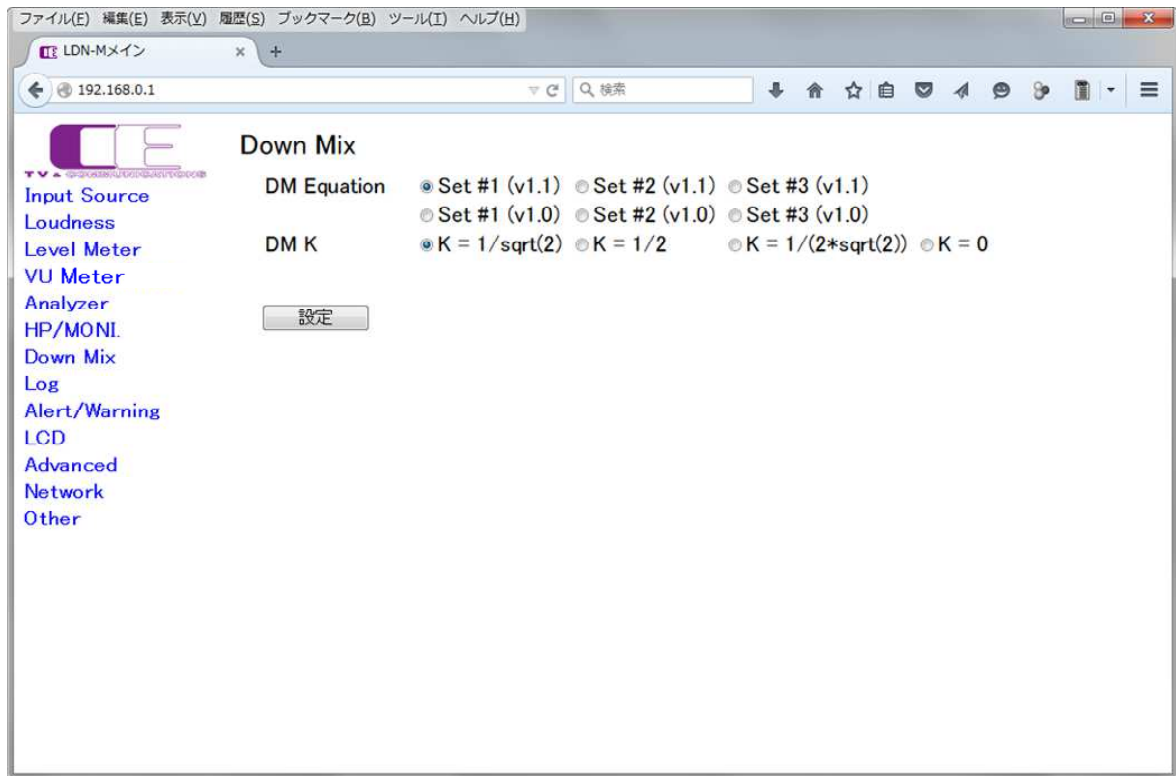 ファイル(F) 編集(E) 表示(V) 履歴(S) ブックマーク(B) ツール(T) ヘルプ(H)
LDN-Mメイン
192.168.0.1
検索
TV & COMMUNICATIONS
Input Source
Loudness
Level Meter
VU Meter
Analyzer
HP/MONI.
Down Mix
Log
Alert/Warning
LCD
Advanced
Network
Other
Down Mix
DM Equation Set #1 (v1.1) Set #2 (v1.1) Set #3 (v1.1)
Set #1 (v1.0) Set #2 (v1.0) Set #3 (v1.0)
DM K K = 1/sqrt(2) K = 1/2 K = 1/(2*sqrt(2)) K = 0
設定